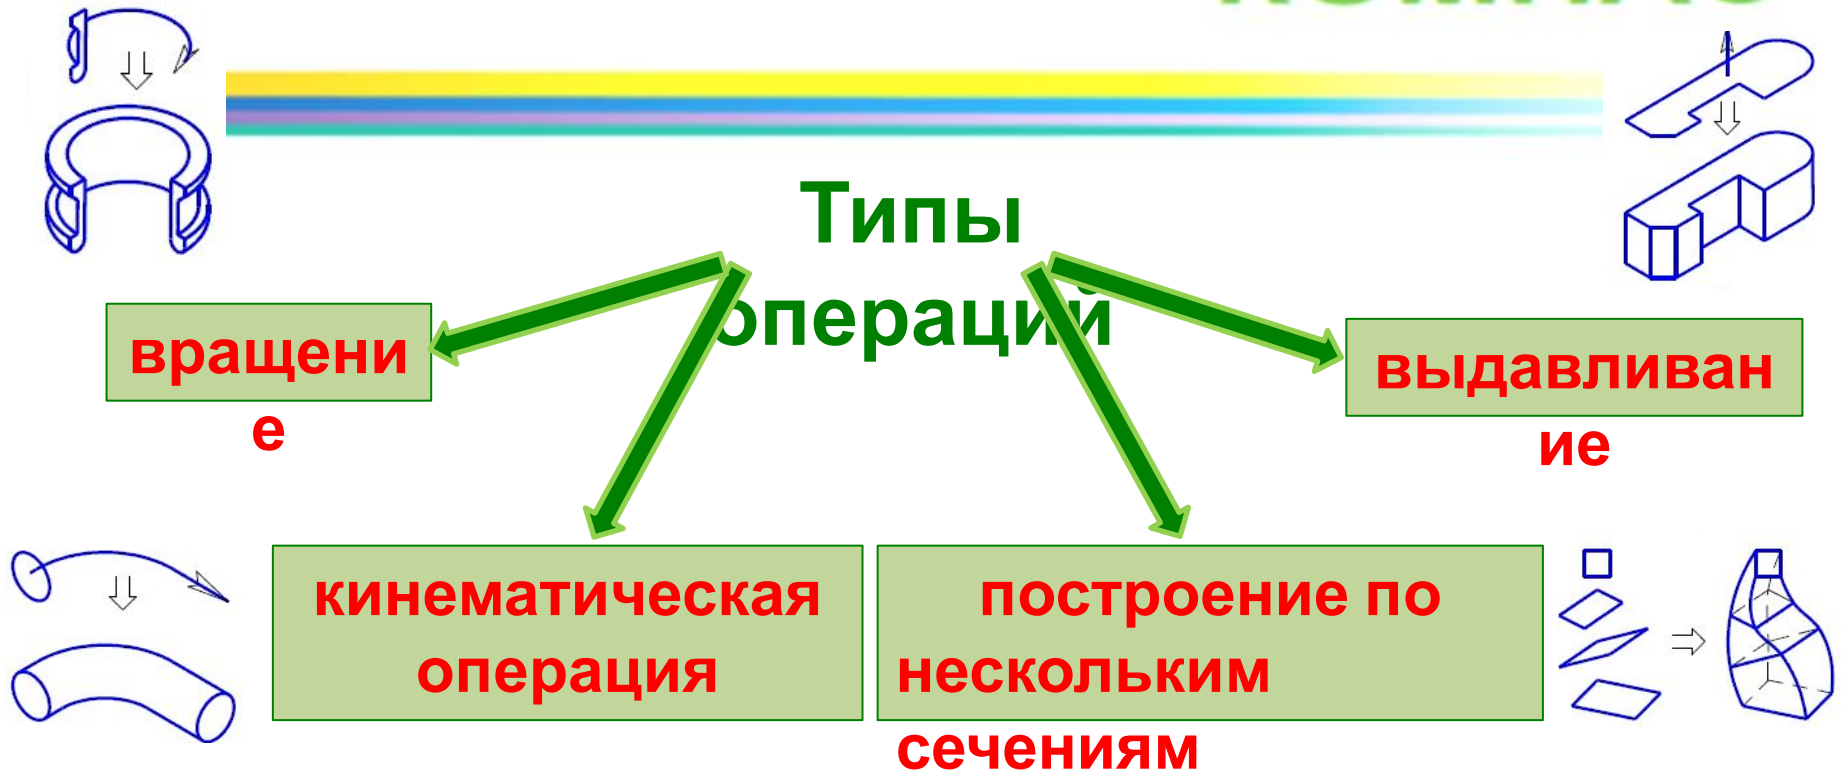 Типы
операций
вращени
е
выдавливан
ие
кинематическая
операция
построение по
нескольким
сечениям